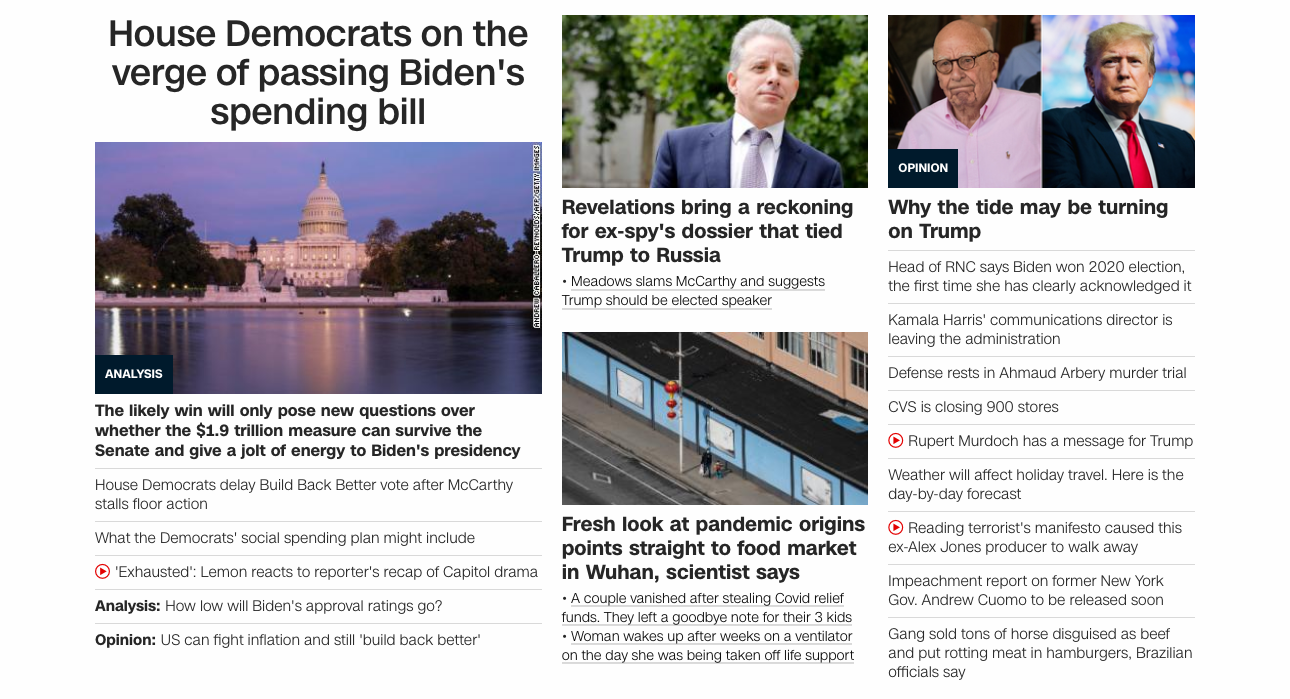 House Democrats on the
verge of passing Biden's
spending bill
ANDREW CABALLERO-REYNOLDS/AFP/GETTY IMAGES
ANALYSIS
The likely win will only pose new questions over
whether the $1.9 trillion measure can survive the
Senate and give a jolt of energy to Biden's presidency
House Democrats delay Build Back Better vote after McCarthy
stalls floor action
What the Democrats' social spending plan might include
'Exhausted': Lemon reacts to reporter's recap of Capitol drama
Analysis: How low will Biden's approval ratings go?
Opinion: US can fight inflation and still 'build back better'
Revelations bring a reckoning
for ex-spy's dossier that tied
Trump to Russia
• Meadows slams McCarthy and suggests
Trump should be elected speaker
Fresh look at pandemic origins
points straight to food market
in Wuhan, scientist says
• A couple vanished after stealing Covid relief
funds. They left a goodbye note for their 3 kids
• Woman wakes up after weeks on a ventilator
on the day she was being taken off life support
OPINION
Why the tide may be turning
on Trump
Head of RNC says Biden won 2020 election,
the first time she has clearly acknowledged it
Kamala Harris' communications director is
leaving the administration
Defense rests in Ahmaud Arbery murder trial
CVS is closing 900 stores
Rupert Murdoch has a message for Trump
Weather will affect holiday travel. Here is the
day-by-day forecast
Reading terrorist's manifesto caused this
ex-Alex Jones producer to walk away
Impeachment report on former New York
Gov. Andrew Cuomo to be released soon
Gang sold tons of horse disguised as beef
and put rotting meat in hamburgers, Brazilian
officials say